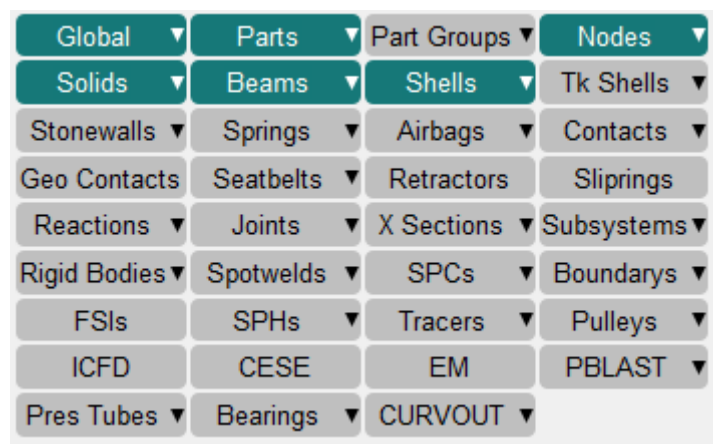 Global ▼ Parts ▼ Part Groups ▼ Nodes ▼
Solids ▼ Beams ▼ Shells ▼ Tk Shells ▼
Stonewalls ▼ Springs ▼ Airbags ▼ Contacts ▼
Geo Contacts Seatbelts ▼ Retractors Sliprings
Reactions ▼ Joints ▼ X Sections ▼ Subsystems ▼
Rigid Bodies ▼ Spotwelds ▼ SPCs ▼ Boundarys ▼
FSIs SPHs ▼ Tracers ▼ Pulleys ▼
ICFD CESE EM PBLAST ▼
Pres Tubes ▼ Bearings ▼ CURVOUT ▼